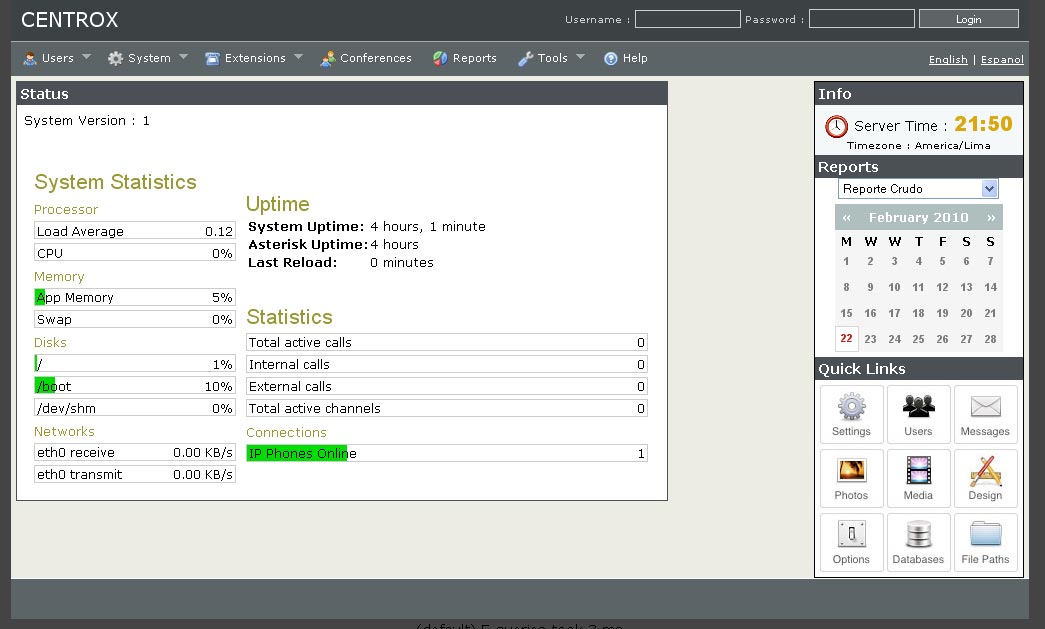 CENTROX
Username : Password : Login
Users System Extensions Conferences Reports Tools Help English | Espanol
Status
System Version : 1
System Statistics
Processor
Load Average 0.12
CPU 0%
Memory
App Memory 5%
Swap 0%
Disks
/ 1%
/boot 10%
/dev/shm 0%
Networks
eth0 receive 0.00 KB/s
eth0 transmit 0.00 KB/s
Uptime
System Uptime: 4 hours, 1 minute
Asterisk Uptime: 4 hours
Last Reload: 0 minutes
Statistics
Total active calls 0
Internal calls 0
External calls 0
Total active channels 0
Connections
IP Phones Online 1
Info
Server Time : 21:50
Timezone : America/Lima
Reports
Reporte Crudo
« February 2010 »
M W W T F S S
1 2 3 4 5 6 7
8 9 10 11 12 13 14
15 16 17 18 19 20 21
22 23 24 25 26 27 28
Quick Links
Settings Users Messages
Photos Media Design
Options Databases File Paths
(default) 5 queries took 3 ms